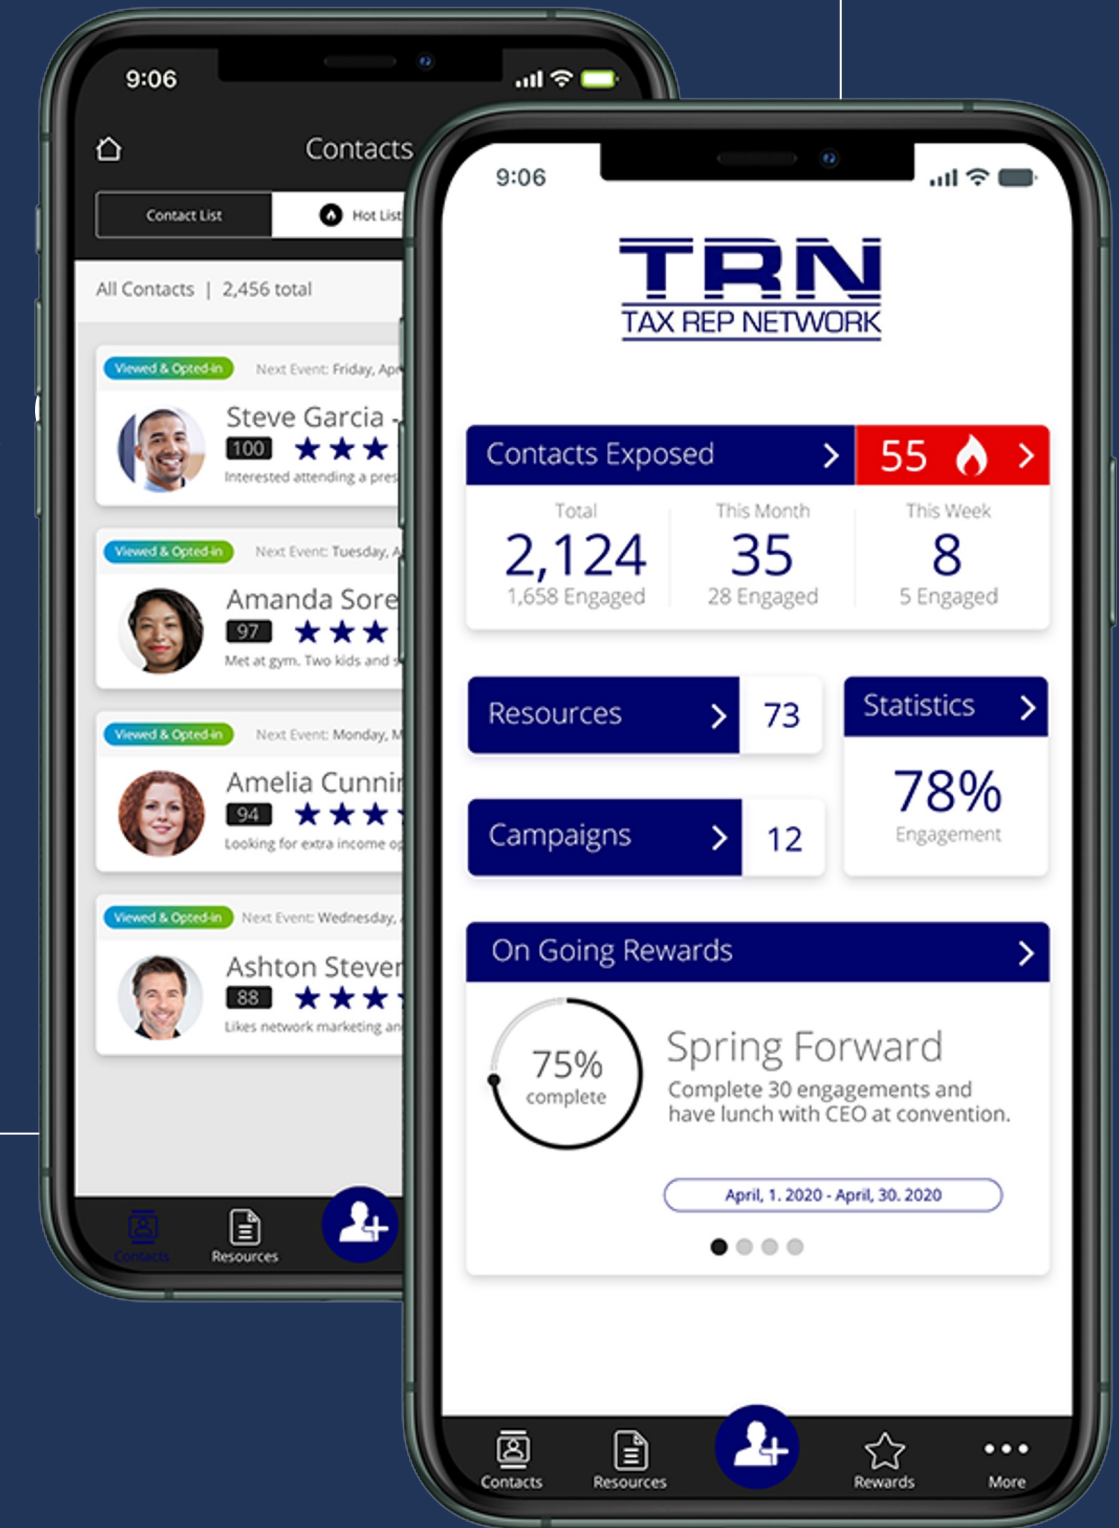 9:06
Contacts
Contact List
Hot List
All Contacts | 2,456 total
Viewed & Opted-in Next Event: Friday,
Steve Garcia -
100
Interested attending a
Viewed & Opted-in Next Event: Tuesday,
Amanda
97
Met at gym. Two kids and
Viewed & Opted-in Next Event: Monday,
Amelia
94
Looking for extra income
Viewed & Opted-in Next Event: Wednesday,
Ashton
88
Likes network marketing
Contacts
Resources
9:06
TRN
TAX REP NETWORK
Contacts Exposed
55
Total This Month This Week
2,124 35 8
1,658 Engaged 28 Engaged 5 Engaged
Resources 73
Statistics
78%
Engagement
Campaigns 12
On Going Rewards
75%
complete
Spring Forward
Complete 30 engagements and
have lunch with CEO at convention.
April, 1. 2020 - April, 30. 2020
Contacts Resources Rewards More